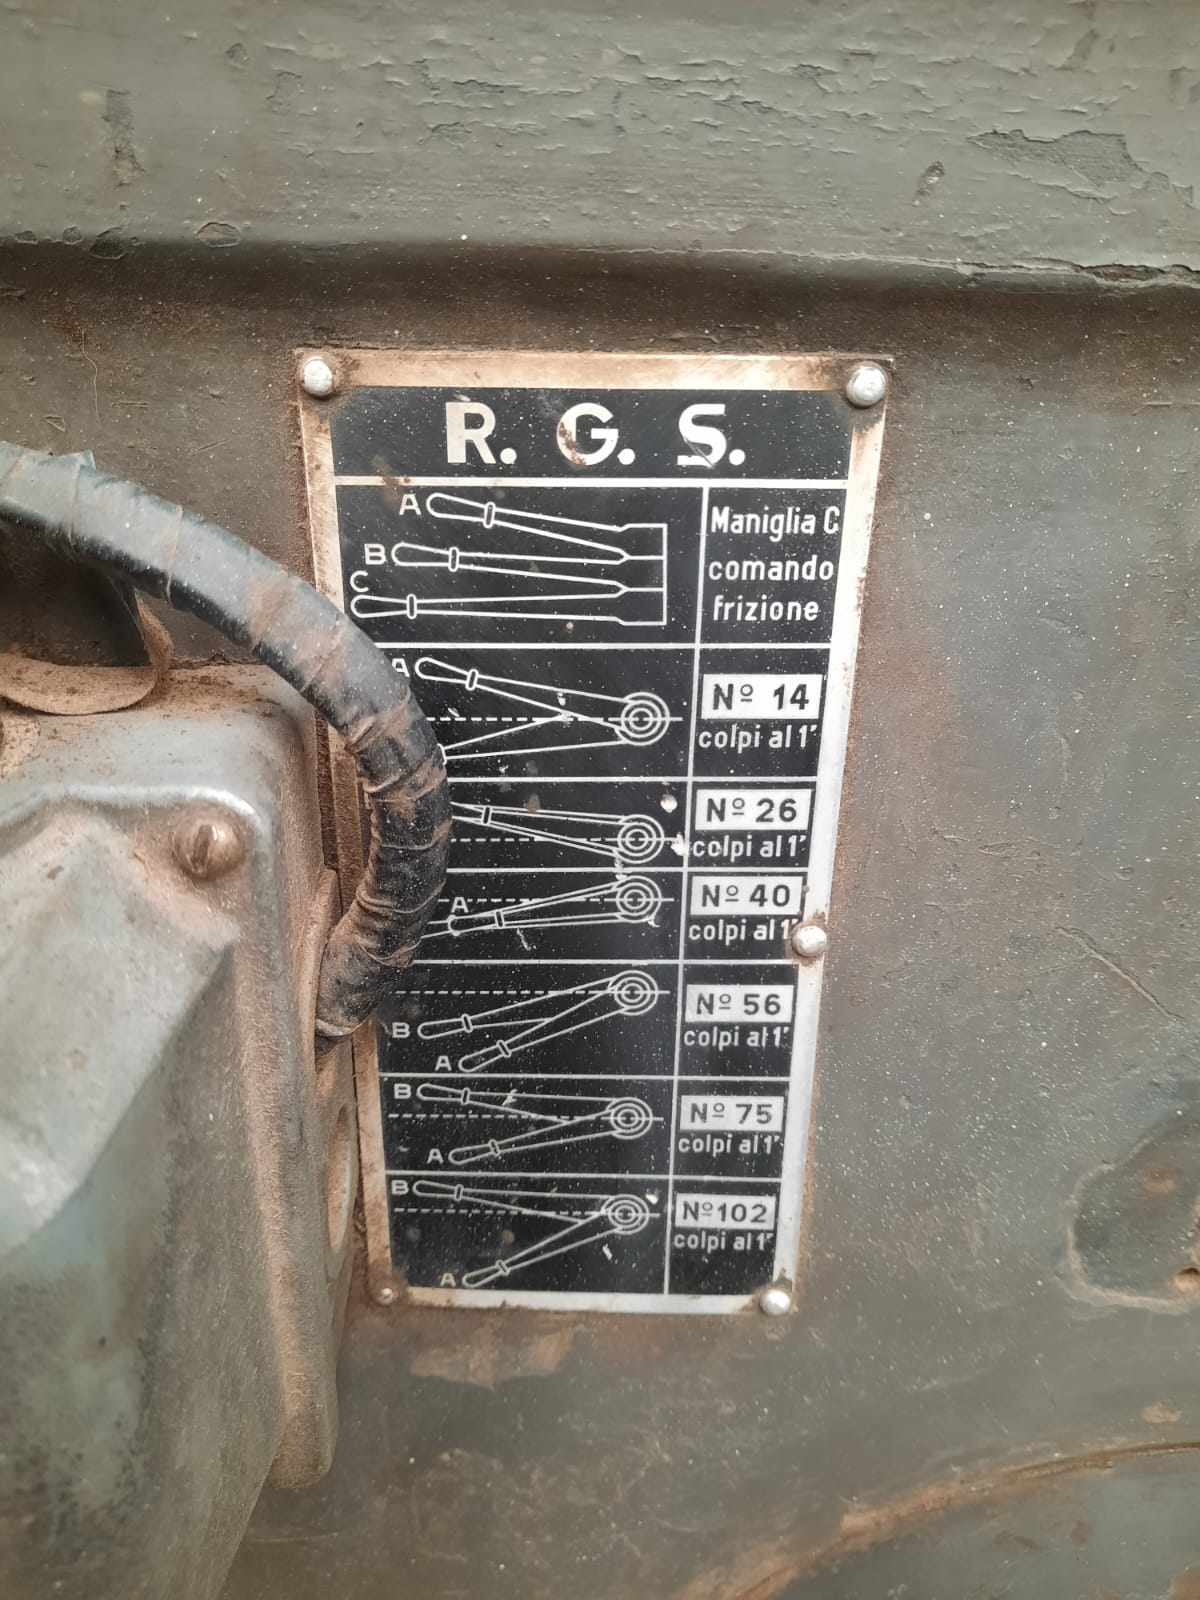 R. G. S.
A
B
C
Maniglia C
comando
frizione
A
Nº 14
colpi al 1'
Nº 26
colpi al 1'
A
Nº 40
colpi al 1'
B
A
Nº 56
colpi al 1'
B
A
Nº 75
colpi al 1'
B
A
Nº 102
colpi al 1'